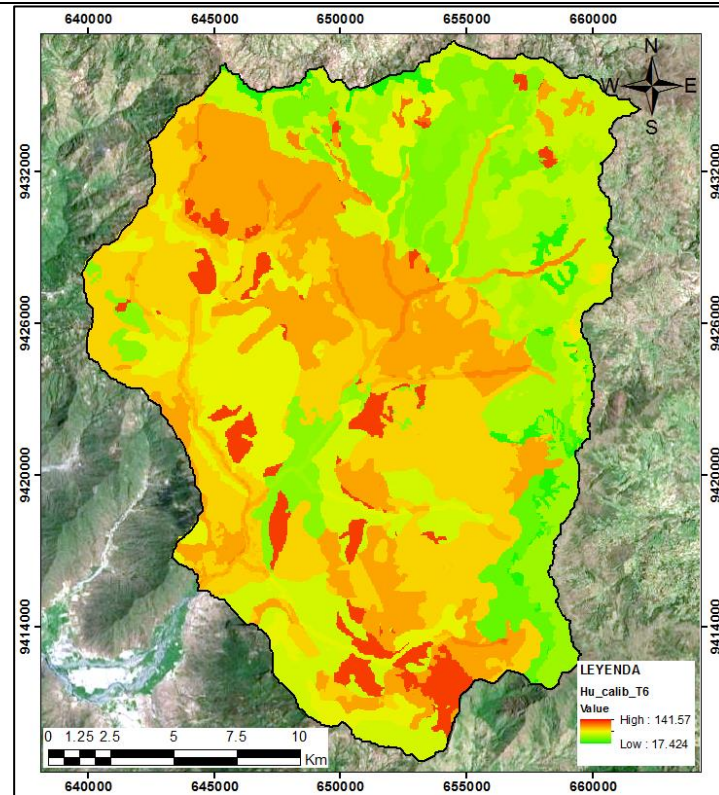 640000 645000 650000 655000 660000
N
W E
S
9432000 9432000
9426000 9426000
9420000 9420000
9414000 9414000
LEYENDA
Hu_calib_T6
Value
High : 141.57
Low : 17.424
0 1.25 2.5 5 7.5 10
Km
640000 645000 650000 655000 660000